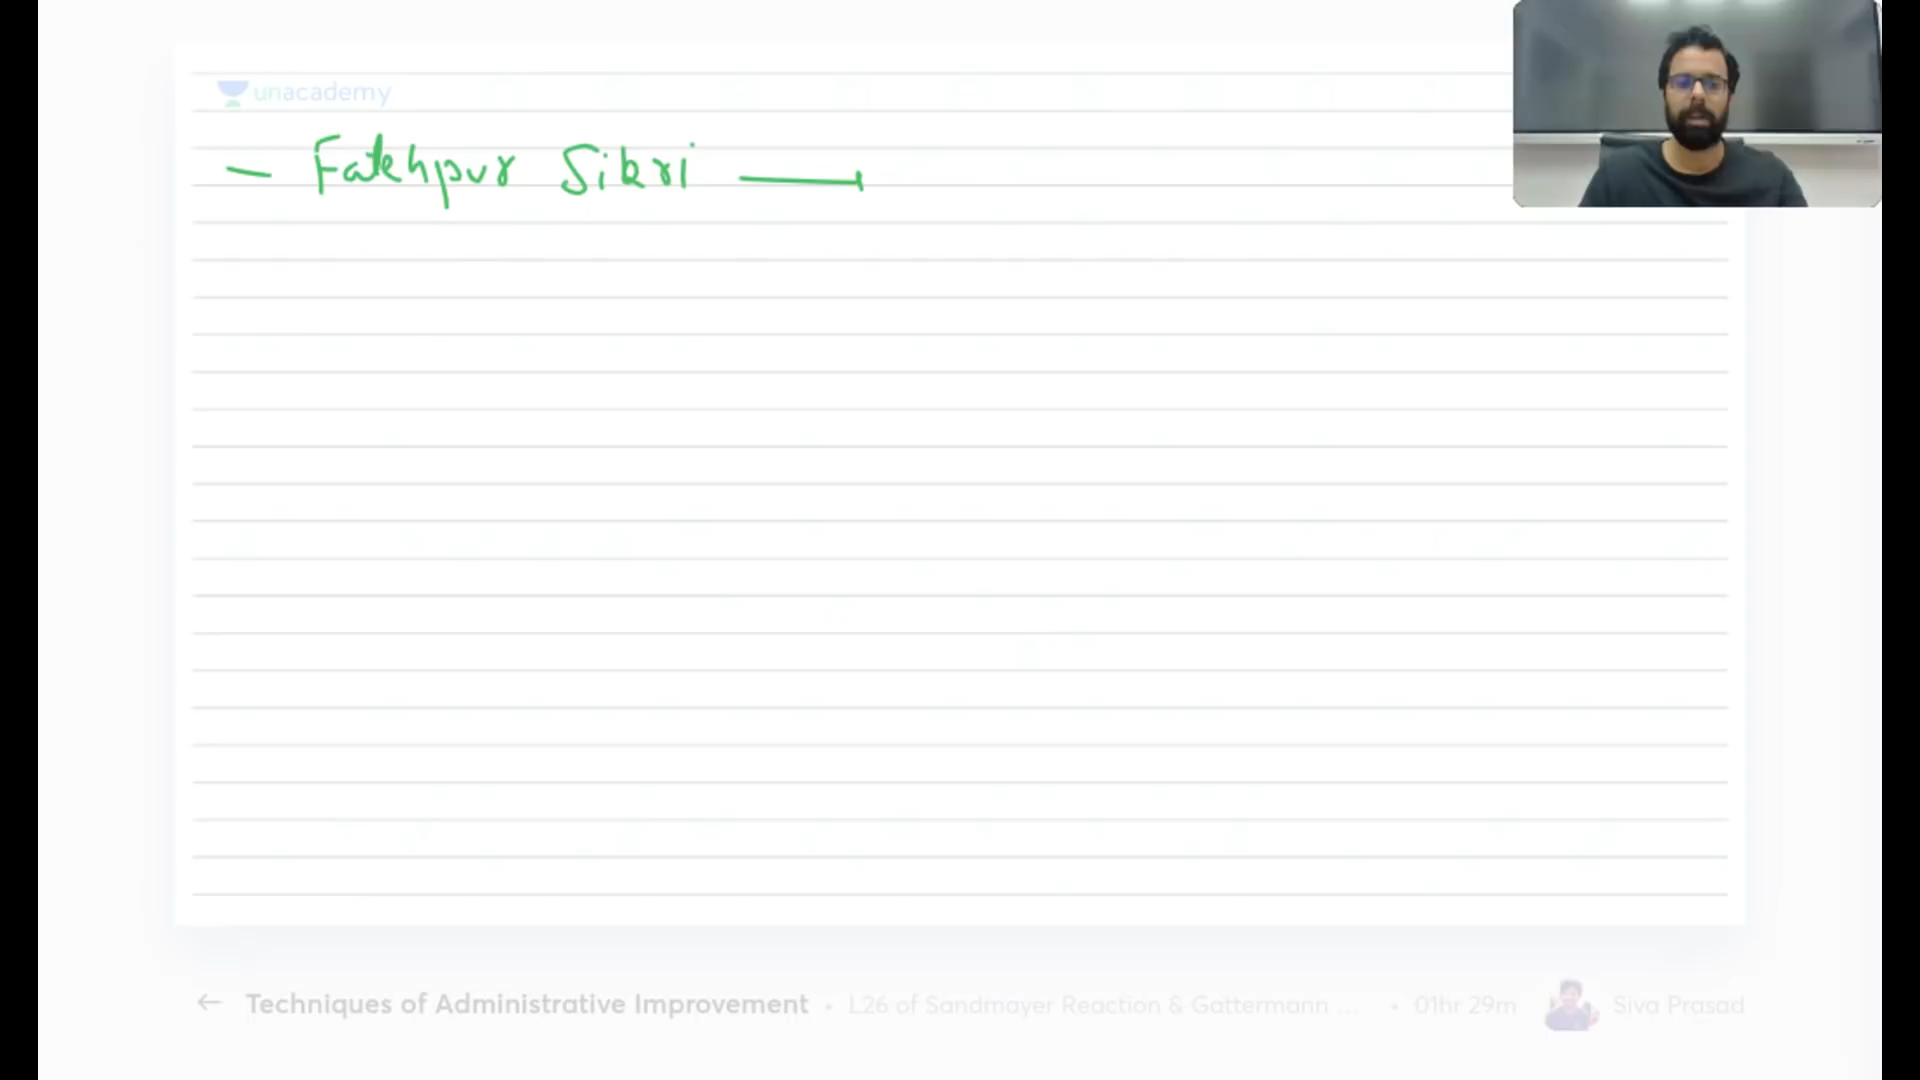 unacademy
— Fatehpur Sikri —
← Techniques of Administrative Improvement • L26 of Sandmayer Reaction & Gattermann ... • 01hr 29m Siva Prasad